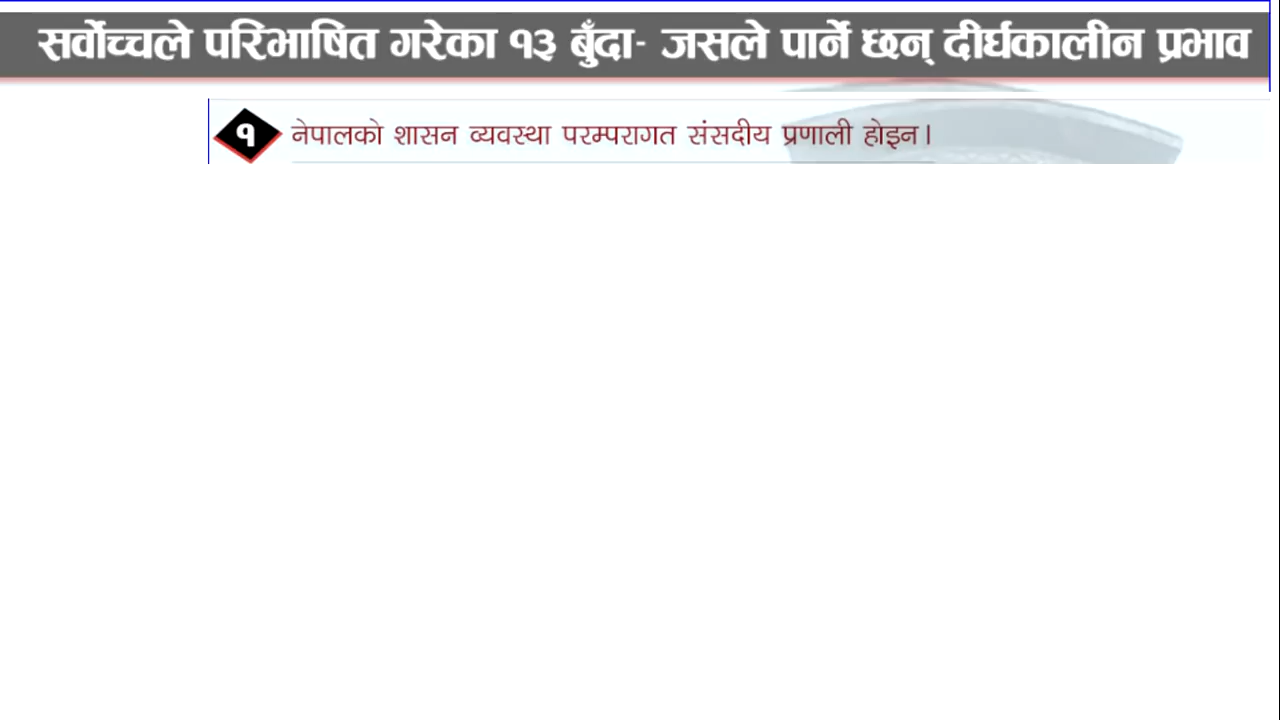 सर्वोच्चले परिभाषित गरेका १३ बुँदा- जसले पार्ने छन् दीर्घकालीन प्रभाव
१ नेपालको शासन व्यवस्था परम्परागत संसदीय प्रणाली होइन।